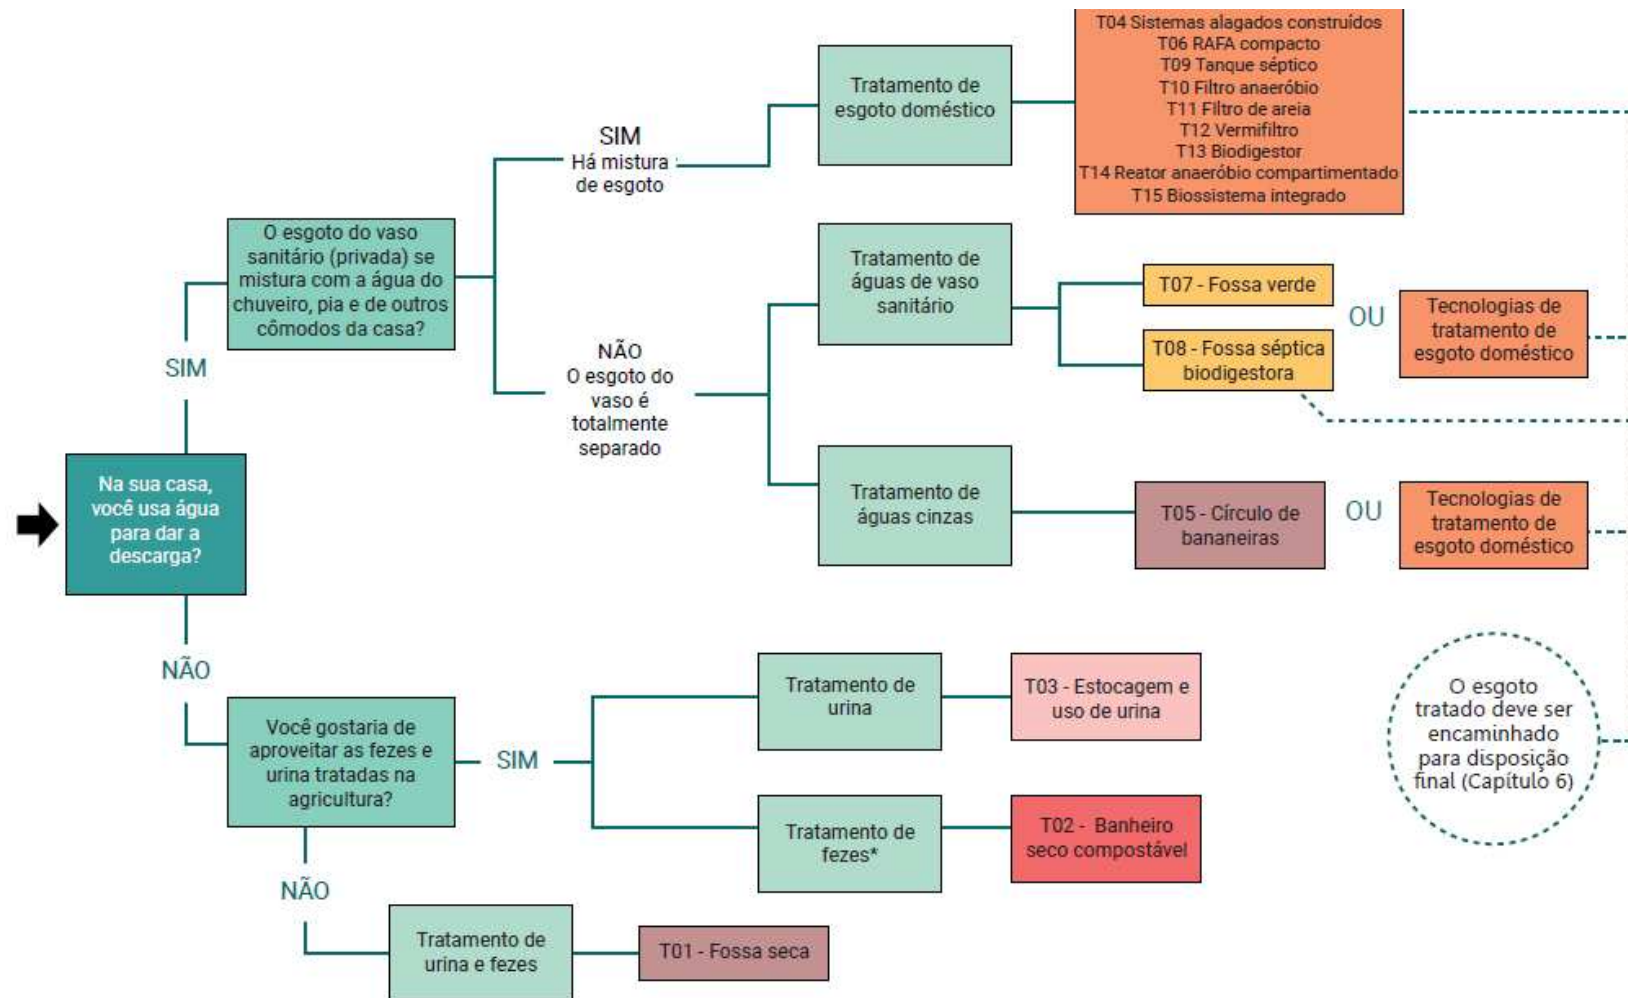 T04 Sistemas alagados construídos
T06 RAFA compacto
T09 Tanque séptico
T10 Filtro anaeróbio
T11 Filtro de areia
T12 Vermifiltro
T13 Biodigestor
T14 Reator anaeróbio compartimentado
T15 Biossistema integrado
Tratamento de
esgoto doméstico
SIM
Há mistura
de esgoto
O esgoto do vaso
sanitário (privada) se
mistura com a água do
chuveiro, pia e de outros
cômodos da casa?
Tratamento de
águas de vaso
sanitário
T07 - Fossa verde
T08 - Fossa séptica
biodigestora
OU
Tecnologias de
tratamento de
esgoto doméstico
SIM
NÃO
O esgoto do
vaso é
totalmente
separado
Na sua casa,
você usa água
para dar a
descarga?
Tratamento de
águas cinzas
T05 - Círculo de
bananeiras
OU
Tecnologias de
tratamento de
esgoto doméstico
NÃO
Você gostaria de
aproveitar as fezes e
urina tratadas na
agricultura?
SIM
Tratamento de
urina
T03 - Estocagem e
uso de urina
O esgoto
tratado deve ser
encaminhado
para disposição
final (Capítulo 6)
Tratamento de
fezes*
T02 - Banheiro
seco compostável
NÃO
Tratamento de
urina e fezes
T01 - Fossa seca